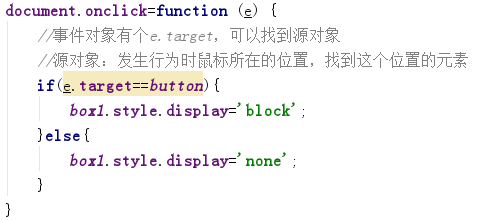 document.onclick=function (e) {
//事件对象有个e.target，可以找到源对象
//源对象：发生行为时鼠标所在的位置，找到这个位置的元素
if(e.target==button){
box1.style.display='block';
}else{
box1.style.display='none';
}
}